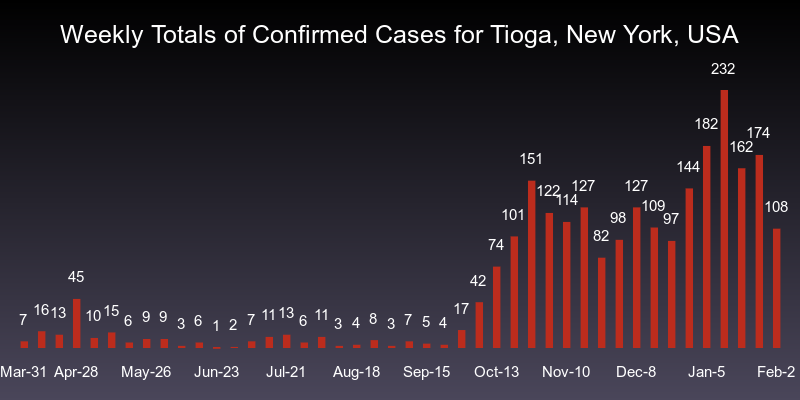 Weekly Totals of Confirmed Cases for Tioga, New York, USA
7 16 13 45 10 15 6 9 9 3 6 1 2 7 11 13 6 11 3 4 8 3 7 5 4 17 42 74 101 151 122 114 127 82 98 127 109 97 144 182 232 162 174 108
Mar-31 Apr-28 May-26 Jun-23 Jul-21 Aug-18 Sep-15 Oct-13 Nov-10 Dec-8 Jan-5 Feb-2